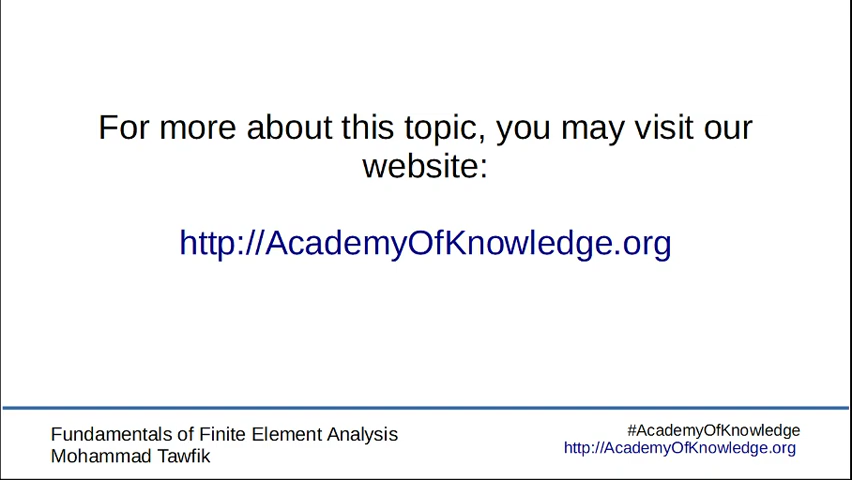 For more about this topic, you may visit our
website:
http://AcademyOfKnowledge.org
Fundamentals of Finite Element Analysis
Mohammad Tawfik
#AcademyOfKnowledge
http://AcademyOfKnowledge.org